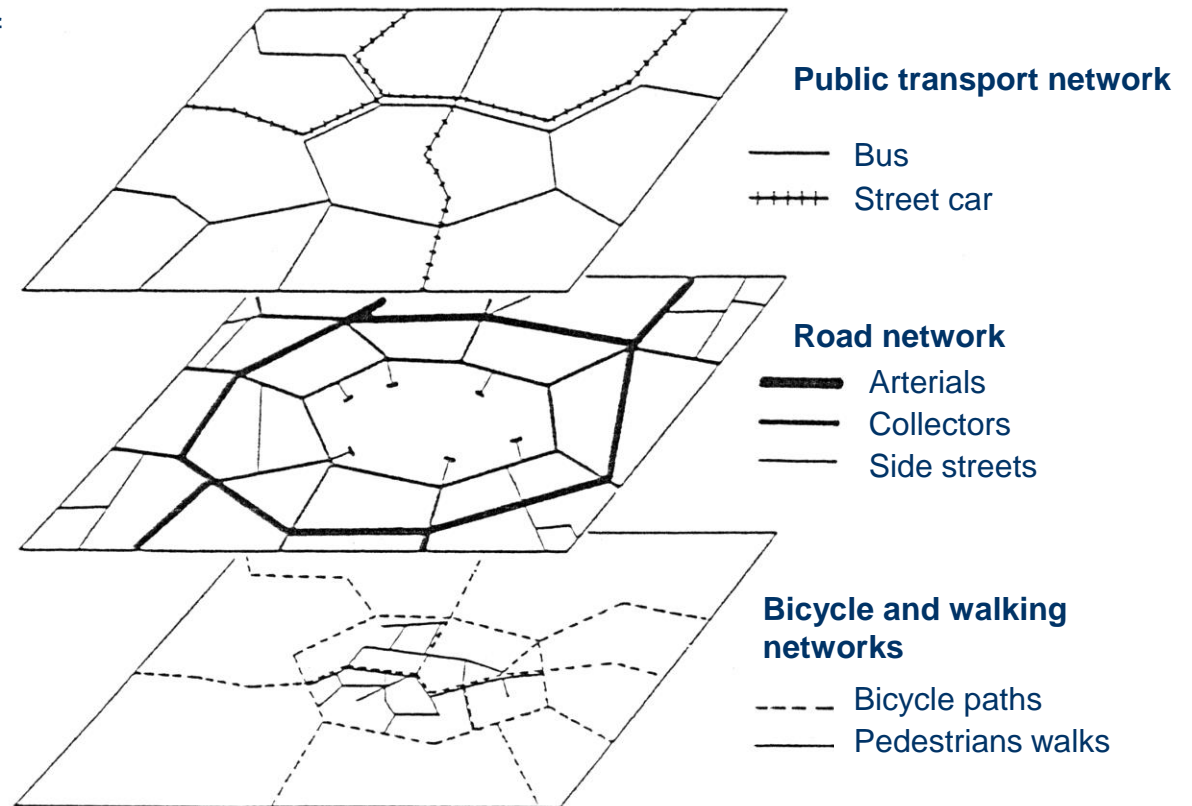 Public transport network
Bus
Street car
Road network
Arterials
Collectors
Side streets
Bicycle and walking
networks
Bicycle paths
Pedestrians walks